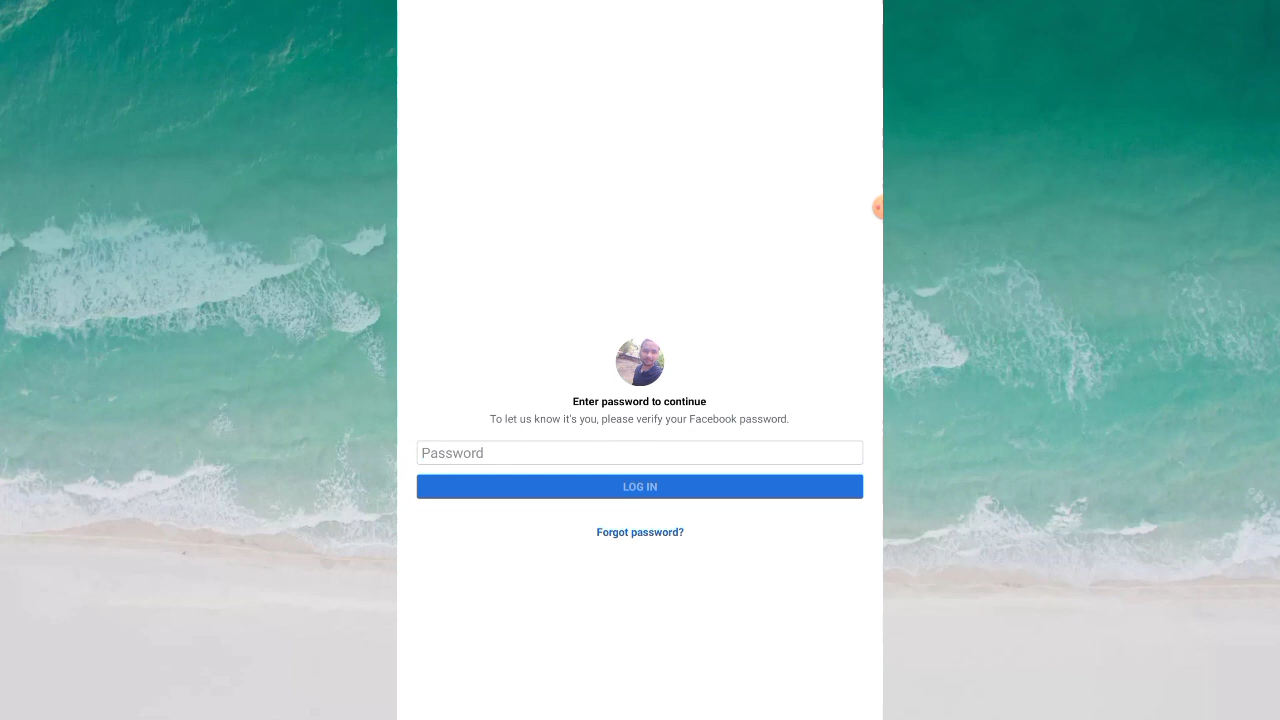 Enter password to continue
To let us know it's you, please verify your Facebook password.
Password
LOG IN
Forgot password?